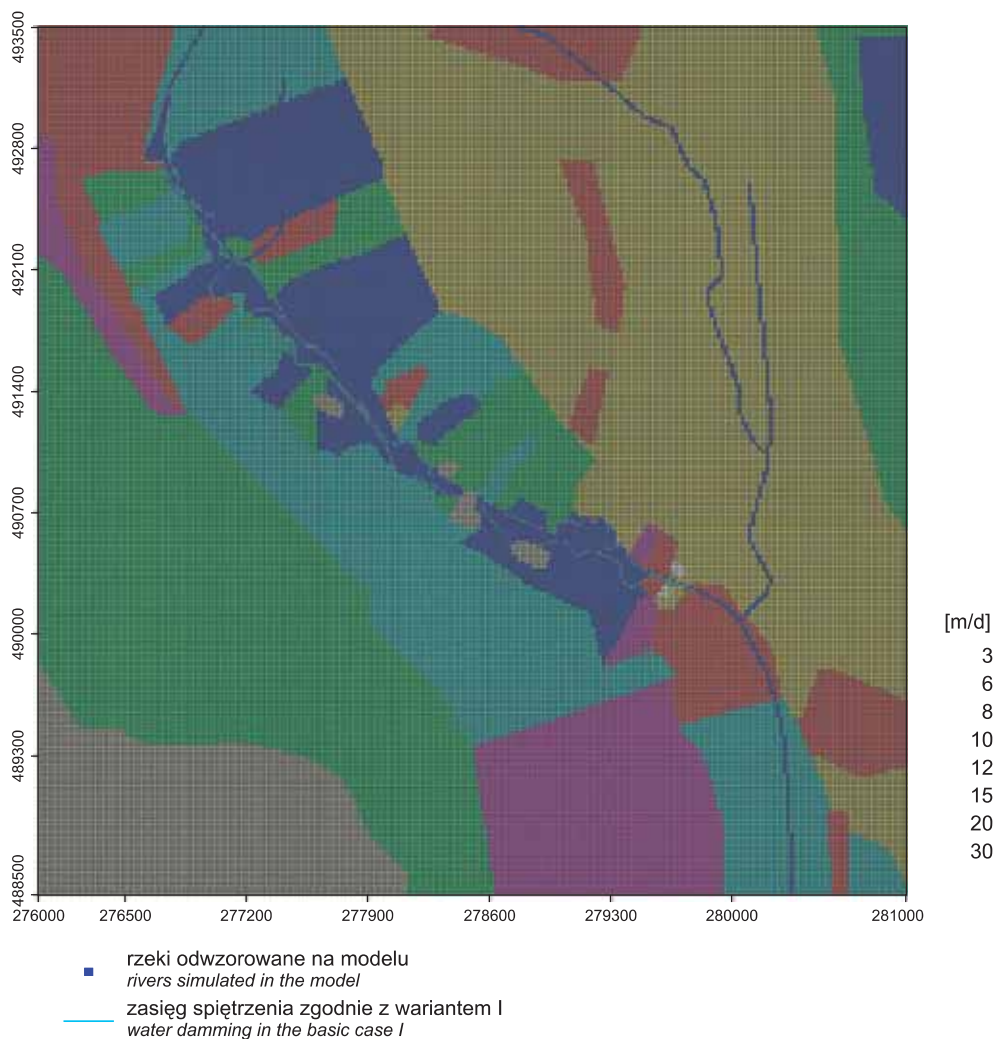 493500
492800
492100
491400
490700
490000
489300
488500
276000 276500 277200 277900 278600 279300 280000 281000
[m/d]
3
6
8
10
12
15
20
30
rzeki odwzorowane na modelu
rivers simulated in the model
zasięg spiętrzenia zgodnie z wariantem I
water damming in the basic case I